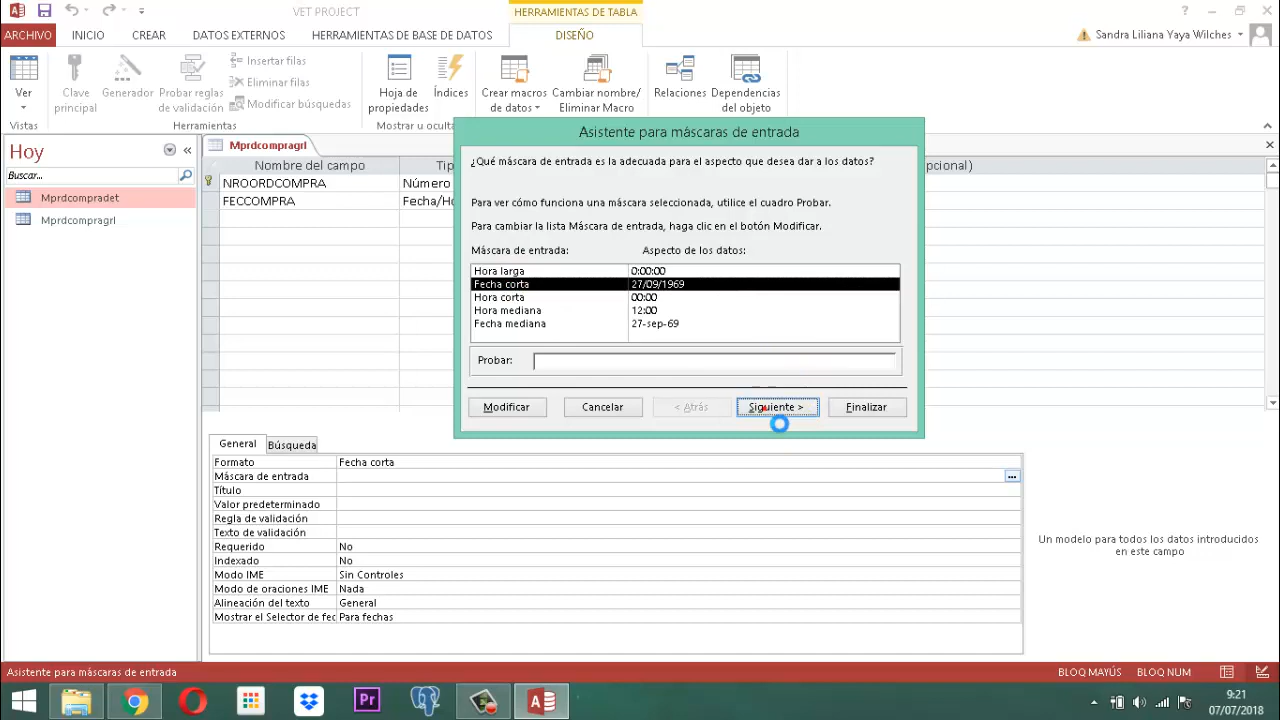 VET PROJECT
HERRAMIENTAS DE TABLA
?
ARCHIVO INICIO CREAR DATOS EXTERNOS HERRAMIENTAS DE BASE DE DATOS DISEÑO
Sandra Liliana Yaya Wilches
Ver
Clave principal
Generador
Probar reglas de validación
Insertar filas
Eliminar filas
Modificar búsquedas
Hoja de propiedades
Índices
Crear macros de datos
Cambiar nombre/ Eliminar Macro
Relaciones
Dependencias del objeto
Vistas
Herramientas
Mostrar u ocult
Hoy
Buscar...
Mprdcompradet
Mprdcompragrl
Mprdcompragrl
Nombre del campo
Tip
pcional)
NROORDCOMPRA Número
FECCOMPRA Fecha/Ho
Asistente para máscaras de entrada
¿Qué máscara de entrada es la adecuada para el aspecto que desea dar a los datos?
Para ver cómo funciona una máscara seleccionada, utilice el cuadro Probar.
Para cambiar la lista Máscara de entrada, haga clic en el botón Modificar.
Máscara de entrada: Aspecto de los datos:
Hora larga 0:00:00
Fecha corta 27/09/1969
Hora corta 00:00
Hora mediana 12:00
Fecha mediana 27-sep-69
Probar:
Modificar Cancelar < Atrás Siguiente > Finalizar
General Búsqueda
Formato Fecha corta
Máscara de entrada ...
Título
Valor predeterminado
Regla de validación
Texto de validación
Requerido No
Indexado No
Modo IME Sin Controles
Modo de oraciones IME Nada
Alineación del texto General
Mostrar el Selector de fec Para fechas
Un modelo para todos los datos introducidos
en este campo
Asistente para máscaras de entrada
BLOQ MAYÚS BLOQ NUM
Pr
9:21
07/07/2018